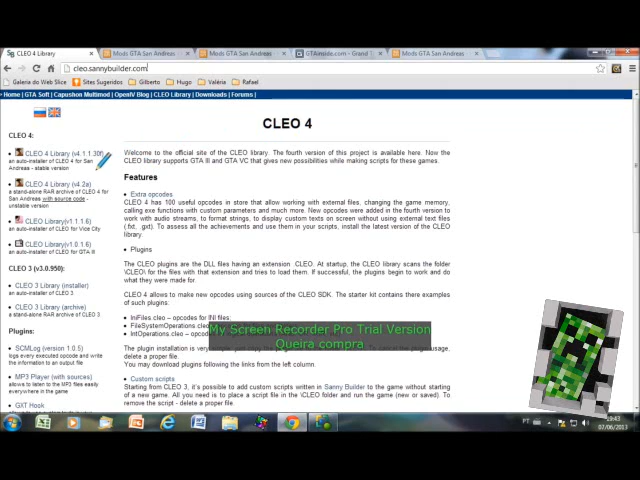 CLEO 4 Library
Mods GTA San Andreas
Mods GTA San Andreas
GTAinside.com - Grand T
Mods GTA San Andreas
cleo.sannybuilder.com
Galeria do Web Slice
Sites Sugeridos
Gilberto
Hugo
Valéria
Rafael
Home | GTA Soft | Capushon Multimod | OpenIV Blog | CLEO Library | Downloads | Forums |
CLEO 4:
CLEO 4 Library (v4.1.1.30f)
an auto-installer of CLEO 4 for San
Andreas - stable version
CLEO 4 Library (v4.2a)
a stand-alone RAR archive of CLEO 4 for
San Andreas with source code -
unstable version
CLEO Library(v1.1.1.6)
an auto-installer of CLEO for Vice City
CLEO Library(v1.0.1.6)
an auto-installer of CLEO for GTA III
CLEO 3 (v3.0.950):
CLEO 3 Library (installer)
an auto-installer of CLEO 3
CLEO 3 Library (archive)
a stand-alone RAR archive of CLEO 3
Plugins:
SCMLog (version 1.0.5)
logs every executed opcode and write
the information to an output file
MP3 Player (with sources)
allows to listen to the MP3 files easily
everywhere in the game
GXT Hook
CLEO 4
Welcome to the official site of the CLEO library. The fourth version of this project is available here. Now the
CLEO library supports GTA III and GTA VC that gives new possibilities while making scripts for these games.
Features
Extra opcodes
CLEO 4 has 100 useful opcodes in store that allow working with external files, changing the game memory,
calling exe functions with custom parameters and much more. New opcodes were added in the fourth version to
work with audio streams, to format strings, to display custom texts on screen without using external text files
(.fxt, .gxt). To assess all the achievements and use them in your scripts, install the latest version of the CLEO
library.
Plugins
The CLEO plugins are the DLL files having an extension .CLEO. At startup, the CLEO library scans the folder
\CLEO\ for the files with that extension and tries to load them. If successful, the plugins begin to work and do
what they were made for.
CLEO 4 allows to make new opcodes using sources of the CLEO SDK. The starter kit contains there examples
of such plugins:
IniFiles.cleo – opcodes for INI files;
FileSystemOperations.cleo
IntOperations.cleo – opcodes
My Screen Recorder Pro Trial Version
Queira compra
The plugin installation is very
delete a proper file.
You may download plugins following the links from the left column.
Custom scripts
Starting from CLEO 3, it's possible to add custom scripts written in Sanny Builder to the game without starting
of a new game. All you need is to place a script file in the \CLEO folder and run the game (new or saved). To
remove the script - delete a proper file.
PT
19:43
07/06/2013